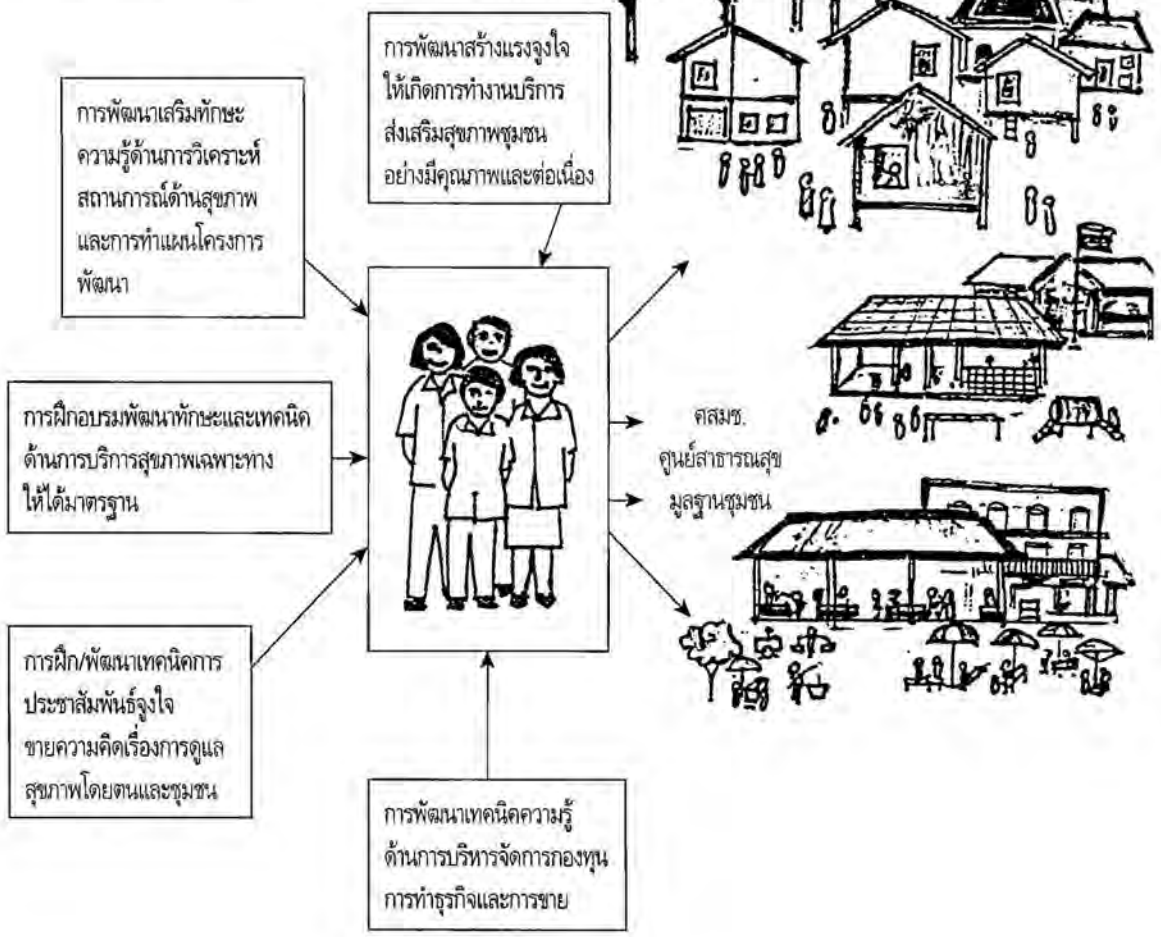 การพัฒนาสร้างแรงจูงใจ
ให้เกิดการทำงานบริการ
ส่งเสริมสุขภาพชุมชน
อย่างมีคุณภาพและต่อเนื่อง
การพัฒนาเสริมทักษะ
ความรู้ด้านการวิเคราะห์
สถานการณ์ด้านสุขภาพ
และการทำแผนโครงการ
พัฒนา
การฝึกอบรมพัฒนาทักษะและเทคนิค
ด้านการบริการสุขภาพเฉพาะทาง
ให้ได้มาตรฐาน
ศสมช.
ศูนย์สาธารณสุข
มูลฐานชุมชน
การฝึก/พัฒนาเทคนิคการ
ประชาสัมพันธ์จูงใจ
ขายความคิดเรื่องการดูแล
สุขภาพโดยตนและชุมชน
การพัฒนาเทคนิคความรู้
ด้านการบริหารจัดการกองทุน
การทำธุรกิจและการขาย